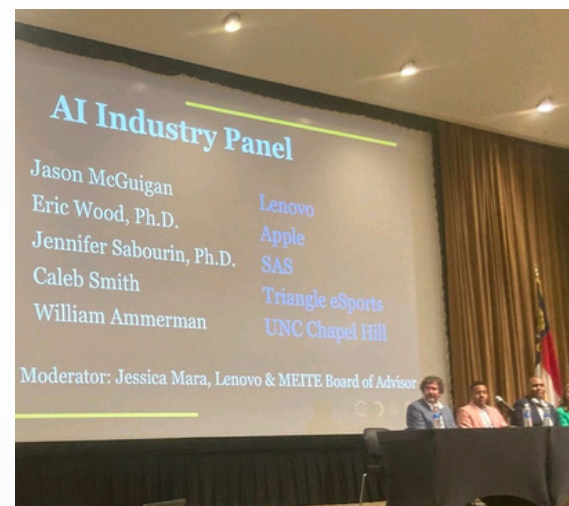 AI Industry Panel
Jason McGuigan
Lenovo
Eric Wood, Ph.D.
Apple
Jennifer Sabourin, Ph.D.
SAS
Caleb Smith
Triangle eSports
William Ammerman
UNC Chapel Hill
Moderator: Jessica Mara, Lenovo & MEITE Board of Advisor